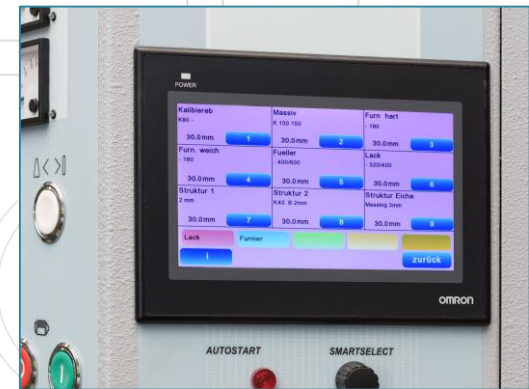 POWER
Kalibiereb
K80 -
30.0mm 1
Massiv
K 100 150
30.0mm 2
Furn hart
- 180
30.0mm 3
Furn. weich
- 180
30.0mm 4
Fueller
- 400/600
30.0mm 5
Lack
- 320/400
30.0mm 6
Struktur 1
2 mm
30.0mm 7
Struktur 2
K40 B 2mm
30.0mm 8
Struktur Eiche
Messing 3mm
30.0mm 9
Lack Furnier
i zurück
OMRON
AUTOSTART SMARTSELECT